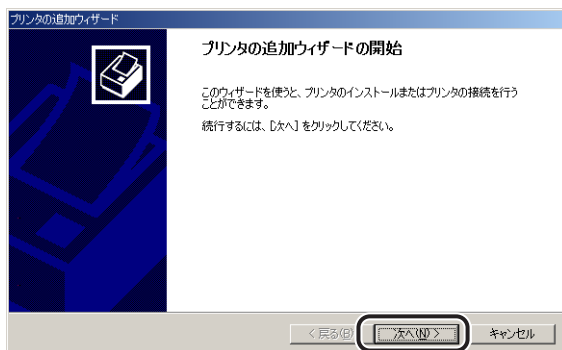 プリンタの追加ウィザード
プリンタの追加ウィザードの開始
このウィザードを使うと、プリンタのインストールまたはプリンタの接続を行う
ことができます。
続行するには、[次へ] をクリックしてください。
< 戻る(B)
次へ(N) >
キャンセル